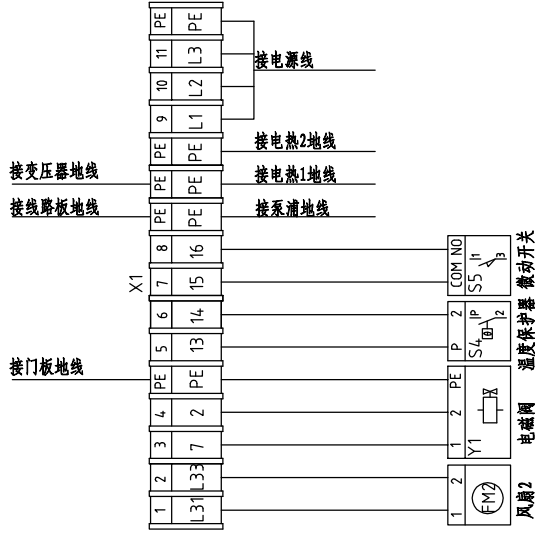 PE PE
11 L3
10 L2
9 L1
接电源线
PE PE
接电热2地线
接变压器地线
PE PE
接电热1地线
接线路板地线
PE PE
接泵浦地线
8 16
COM NO
S5 1 3
微动开关
X1
7 15
6 14
5 13
P 2
S4 P 2
温度保护器
接门板地线
PE PE
4 2
3 7
1 2 PE
Y1
电磁阀
2 L33
1 L31
1 2
FM2
风扇2